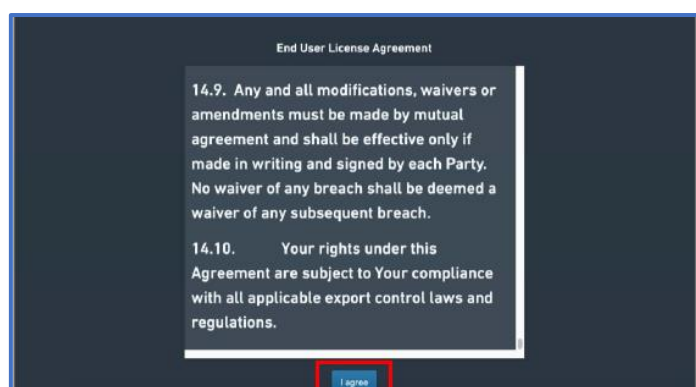 End User License Agreement
14.9. Any and all modifications, waivers or
amendments must be made by mutual
agreement and shall be effective only if
made in writing and signed by each Party.
No waiver of any breach shall be deemed a
waiver of any subsequent breach.
14.10. Your rights under this
Agreement are subject to Your compliance
with all applicable export control laws and
regulations.
I agree